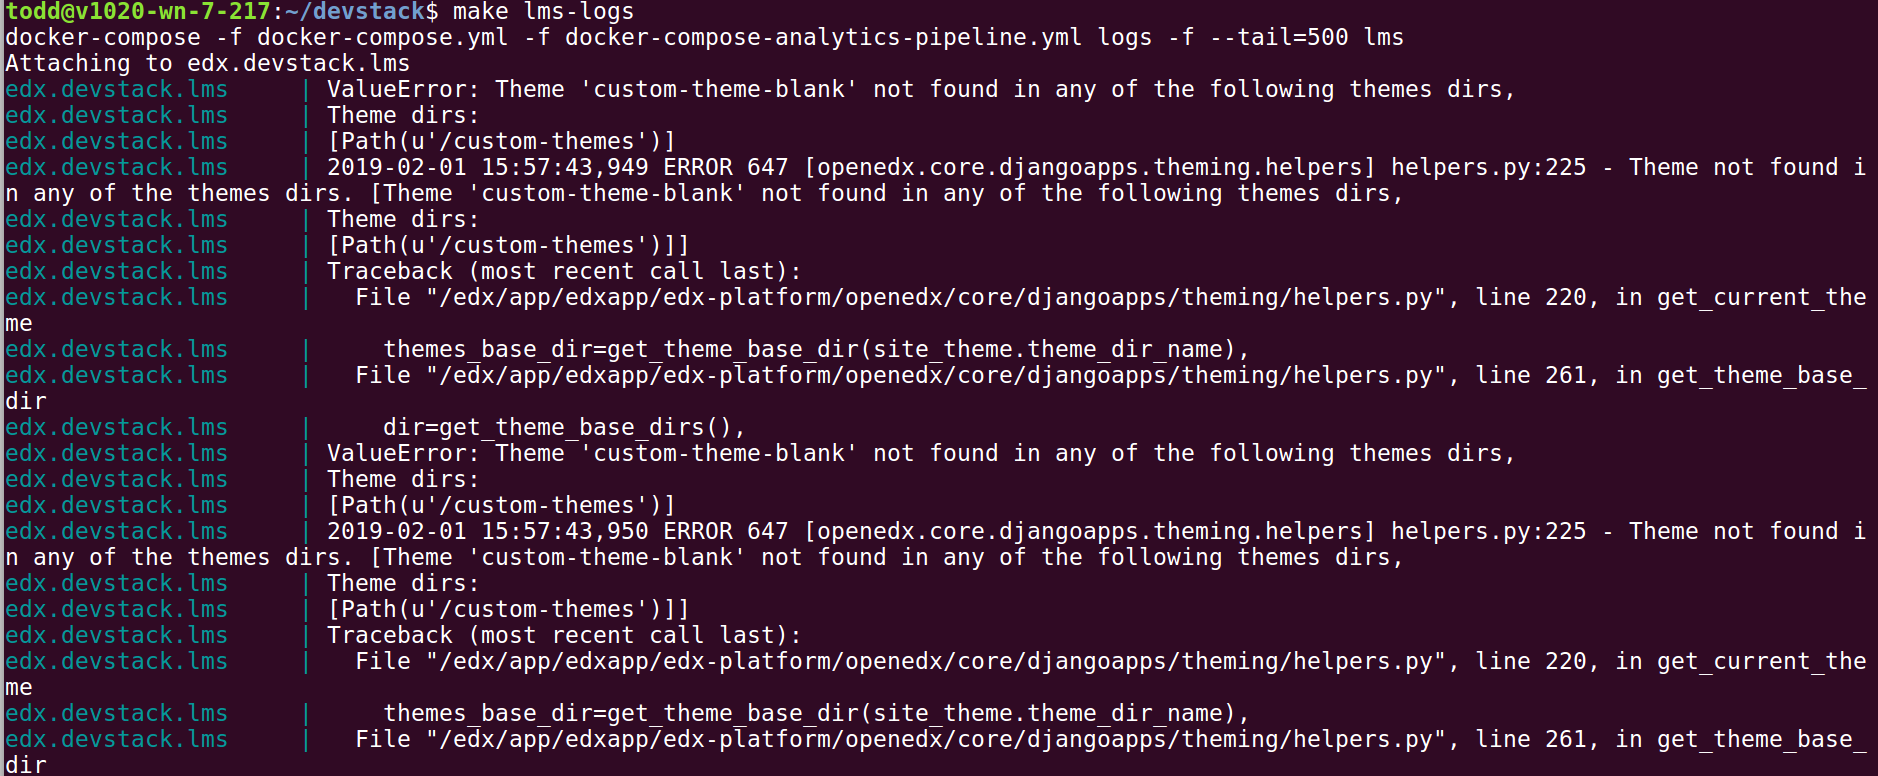 todd@v1020-wn-7-217:~/devstack$ make lms-logs
docker-compose -f docker-compose.yml -f docker-compose-analytics-pipeline.yml logs -f --tail=500 lms
Attaching to edx.devstack.lms
edx.devstack.lms     | ValueError: Theme 'custom-theme-blank' not found in any of the following themes dirs,
edx.devstack.lms     | Theme dirs:
edx.devstack.lms     | [Path(u'/custom-themes')]
edx.devstack.lms     | 2019-02-01 15:57:43,949 ERROR 647 [openedx.core.djangoapps.theming.helpers] helpers.py:225 - Theme not found i
n any of the themes dirs. [Theme 'custom-theme-blank' not found in any of the following themes dirs,
edx.devstack.lms     | Theme dirs:
edx.devstack.lms     | [Path(u'/custom-themes')]]
edx.devstack.lms     | Traceback (most recent call last):
edx.devstack.lms     |   File "/edx/app/edxapp/edx-platform/openedx/core/djangoapps/theming/helpers.py", line 220, in get_current_the
me
edx.devstack.lms     |     themes_base_dir=get_theme_base_dir(site_theme.theme_dir_name),
edx.devstack.lms     |   File "/edx/app/edxapp/edx-platform/openedx/core/djangoapps/theming/helpers.py", line 261, in get_theme_base_
dir
edx.devstack.lms     |     dir=get_theme_base_dirs(),
edx.devstack.lms     | ValueError: Theme 'custom-theme-blank' not found in any of the following themes dirs,
edx.devstack.lms     | Theme dirs:
edx.devstack.lms     | [Path(u'/custom-themes')]
edx.devstack.lms     | 2019-02-01 15:57:43,950 ERROR 647 [openedx.core.djangoapps.theming.helpers] helpers.py:225 - Theme not found i
n any of the themes dirs. [Theme 'custom-theme-blank' not found in any of the following themes dirs,
edx.devstack.lms     | Theme dirs:
edx.devstack.lms     | [Path(u'/custom-themes')]]
edx.devstack.lms     | Traceback (most recent call last):
edx.devstack.lms     |   File "/edx/app/edxapp/edx-platform/openedx/core/djangoapps/theming/helpers.py", line 220, in get_current_the
me
edx.devstack.lms     |     themes_base_dir=get_theme_base_dir(site_theme.theme_dir_name),
edx.devstack.lms     |   File "/edx/app/edxapp/edx-platform/openedx/core/djangoapps/theming/helpers.py", line 261, in get_theme_base_
dir